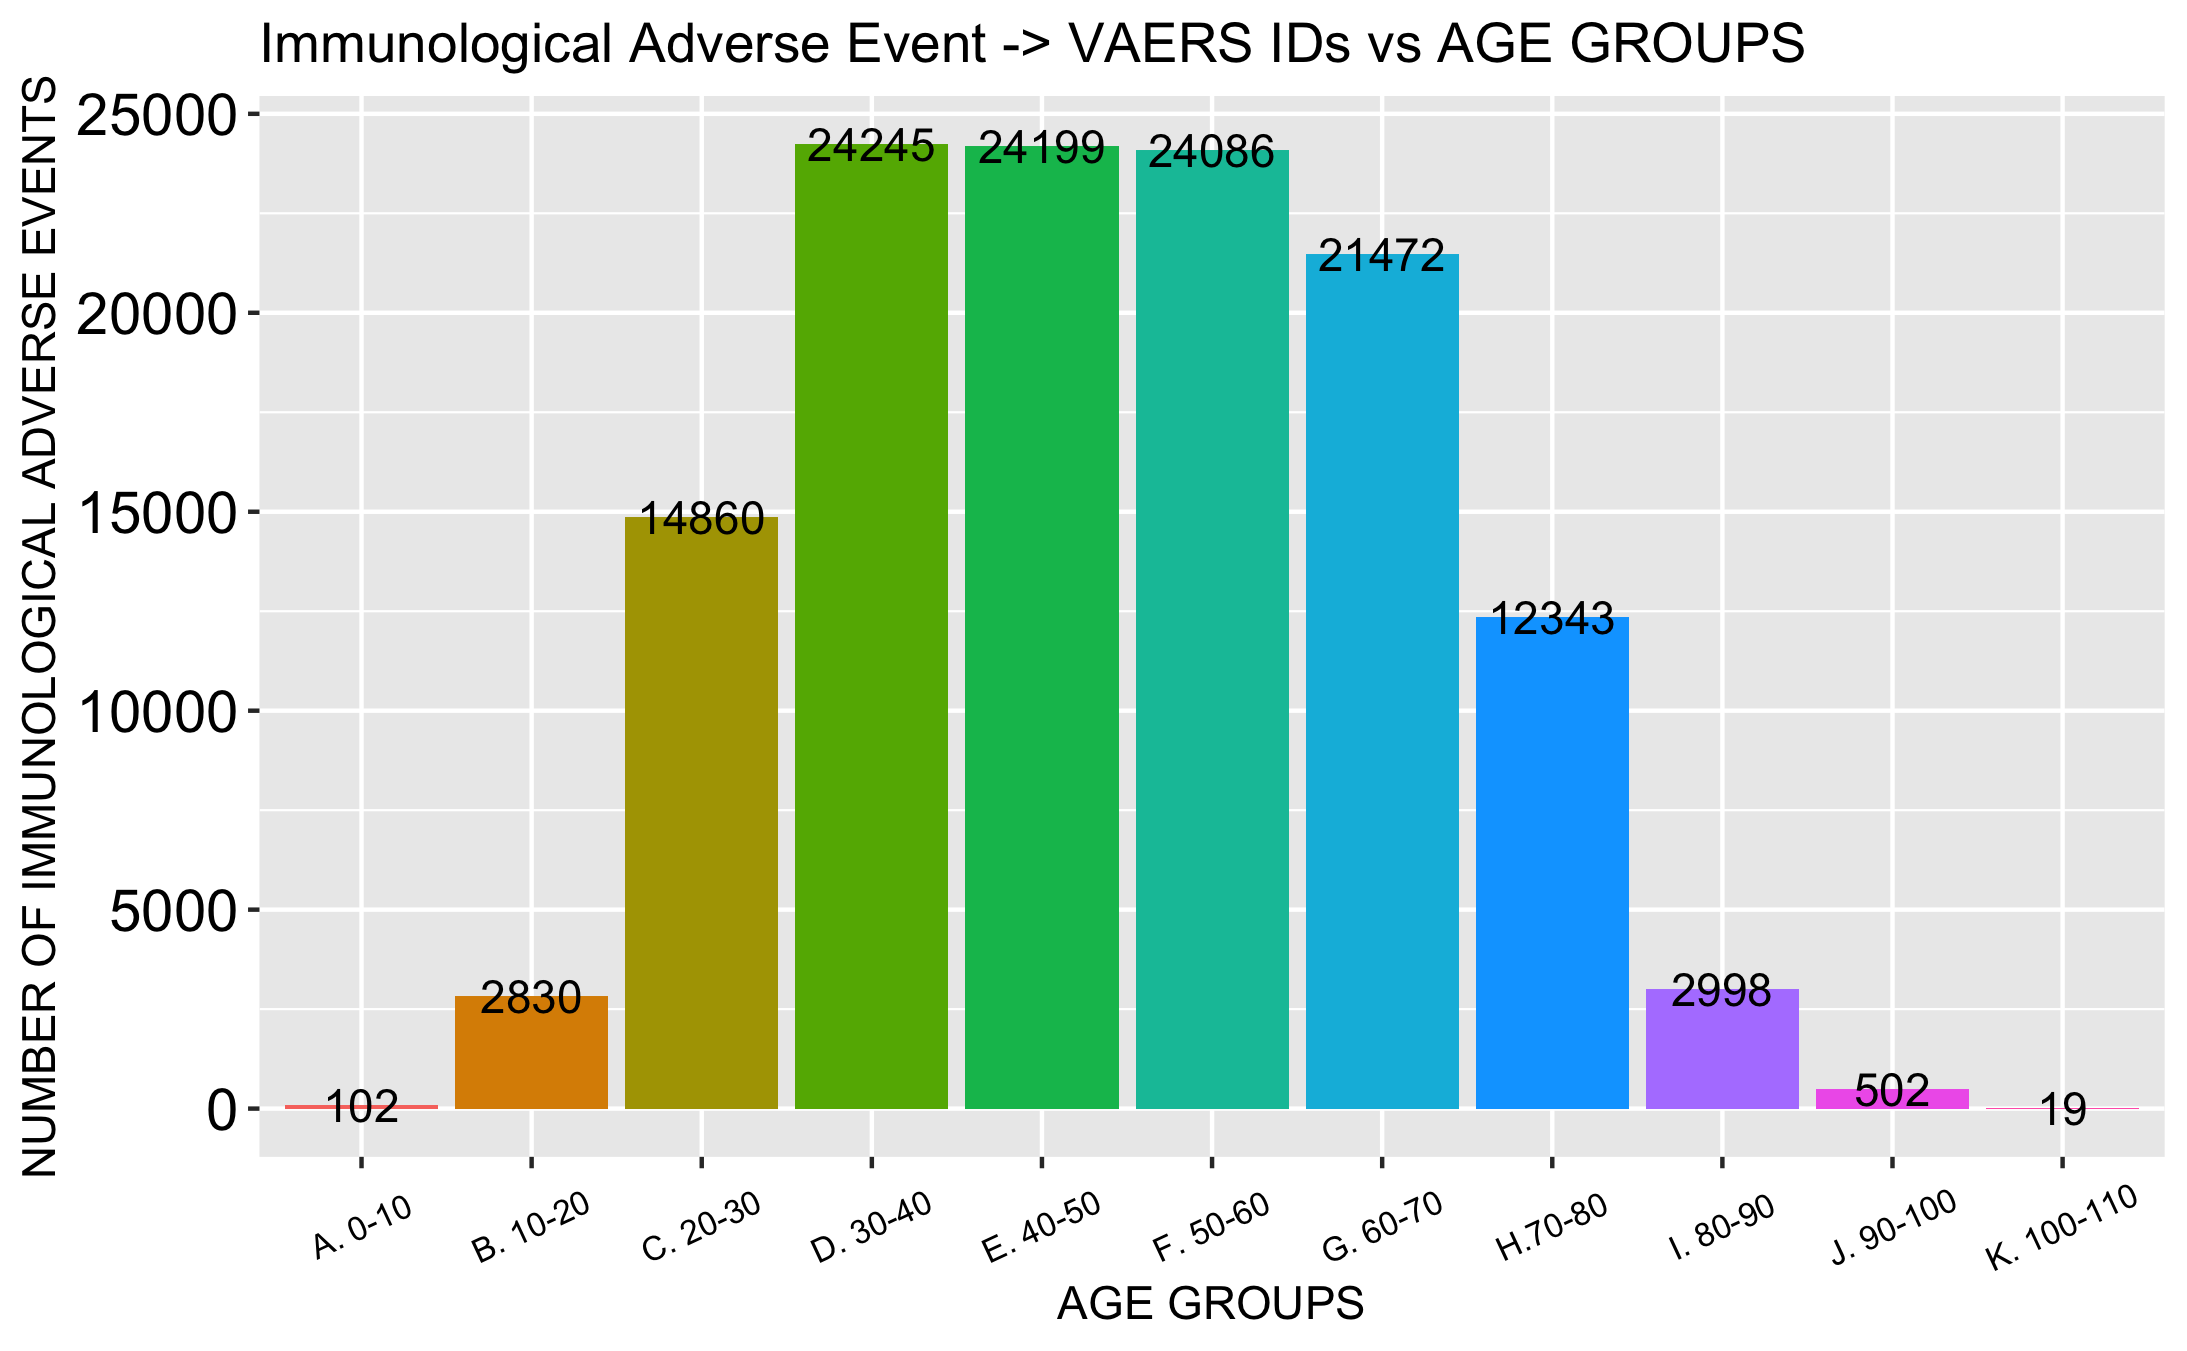 Immunological Adverse Event -> VAERS IDs vs AGE GROUPS
NUMBER OF IMMUNOLOGICAL ADVERSE EVENTS
25000
20000
15000
10000
5000
0
102
2830
14860
24245
24199
24086
21472
12343
2998
502
19
A. 0-10
B. 10-20
C. 20-30
D. 30-40
E. 40-50
F. 50-60
G. 60-70
H.70-80
I. 80-90
J. 90-100
K. 100-110
AGE GROUPS